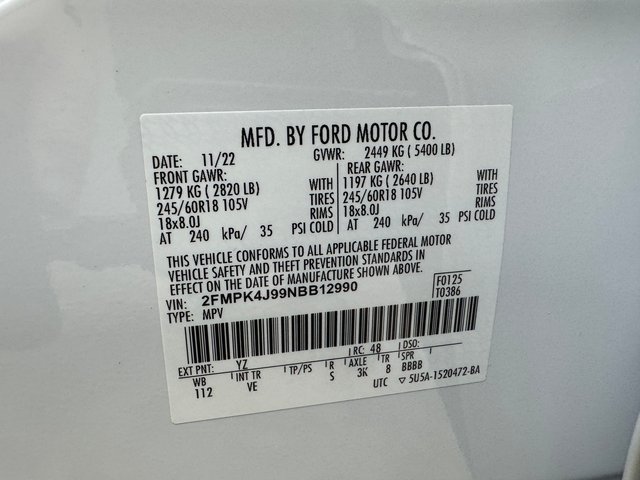 MFD. BY FORD MOTOR CO.
DATE: 11/22 GVWR: 2449 KG ( 5400 LB)
FRONT GAWR: REAR GAWR:
1279 KG ( 2820 LB) WITH 1197 KG ( 2640 LB) WITH
245/60R18 105V TIRES 245/60R18 105V TIRES
18x8.0J RIMS 18x8.0J RIMS
AT 240 kPa/ 35 PSI COLD AT 240 kPa/ 35 PSI COLD
THIS VEHICLE CONFORMS TO ALL APPLICABLE FEDERAL MOTOR
VEHICLE SAFETY AND THEFT PREVENTION STANDARDS IN
EFFECT ON THE DATE OF MANUFACTURE SHOWN ABOVE.
VIN: 2FMPK4J99NBB12990 F0125
TYPE: MPV T0386
EXT PNT: YZ RC: 48 DSO:
WB INT TR TP/PS R AXLE TR SPR
112 VE S 3K 8 BBBB
UTC ▽ 5U5A-1520472-BA